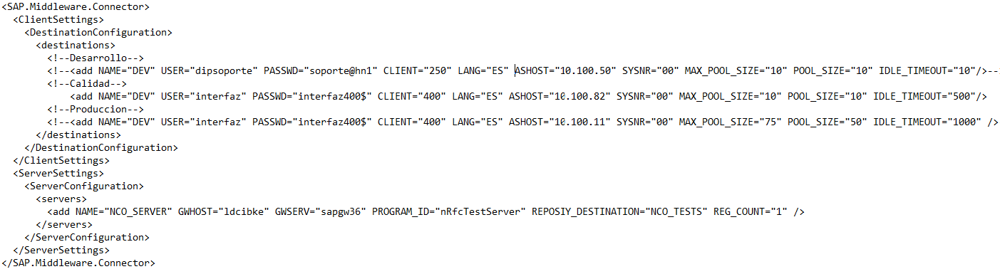 <SAP.Middleware.Connector>
<ClientSettings>
<DestinationConfiguration>
<destinations>
<!--Desarrollo-->
<!--<add NAME="DEV" USER="dipsoporte" PASSWD="soporte@hn1" CLIENT="250" LANG="ES" ASHOST="10.100.50" SYSNR="00" MAX_POOL_SIZE="10" POOL_SIZE="10" IDLE_TIMEOUT="10"/>--
<!--Calidad-->
<add NAME="DEV" USER="interfaz" PASSWD="interfaz400$" CLIENT="400" LANG="ES" ASHOST="10.100.82" SYSNR="00" MAX_POOL_SIZE="10" POOL_SIZE="10" IDLE_TIMEOUT="500"/>
<!--Produccion-->
<!--<add NAME="DEV" USER="interfaz" PASSWD="interfaz400$" CLIENT="400" LANG="ES" ASHOST="10.100.11" SYSNR="00" MAX_POOL_SIZE="75" POOL_SIZE="50" IDLE_TIMEOUT="1000" />
</destinations>
</DestinationConfiguration>
</ClientSettings>
<ServerSettings>
<ServerConfiguration>
<servers>
<add NAME="NCO_SERVER" GWHOST="ldcibke" GWSERV="sapgw36" PROGRAM_ID="nRfcTestServer" REPOSIY_DESTINATION="NCO_TESTS" REG_COUNT="1" />
</servers>
</ServerConfiguration>
</ServerSettings>
</SAP.Middleware.Connector>